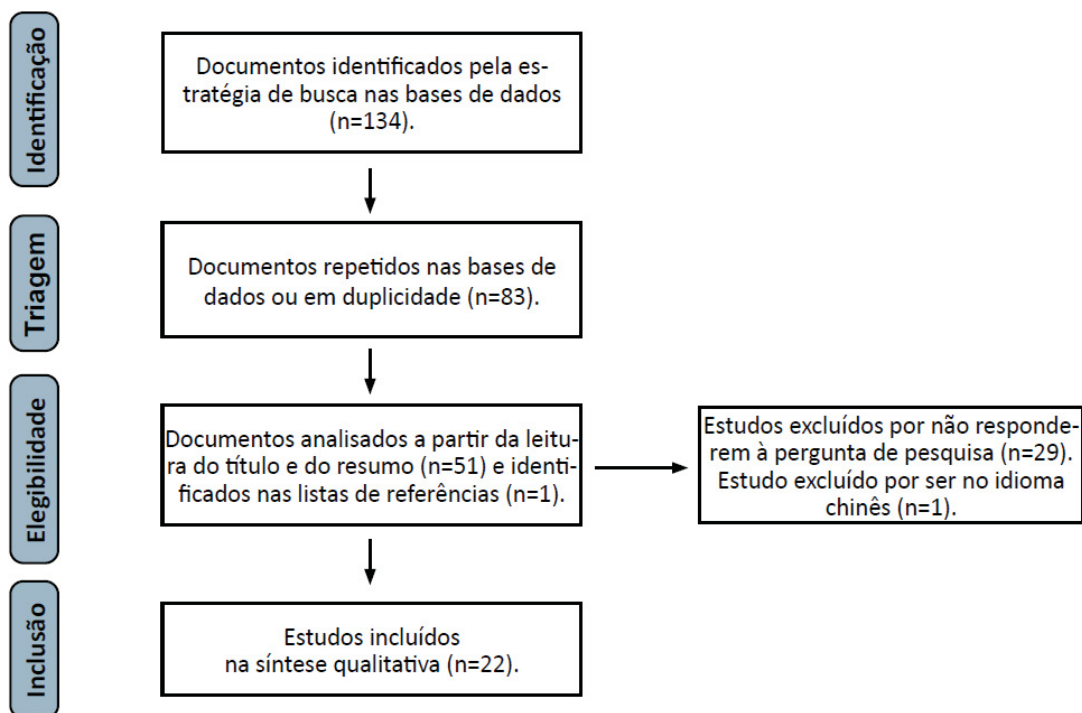 Identificação
Documentos identificados pela es-
tratégia de busca nas bases de dados
(n=134).
Triagem
Documentos repetidos nas bases de
dados ou em duplicidade (n=83).
Elegibilidade
Documentos analisados a partir da leitu-
ra do título e do resumo (n=51) e identi-
ficados nas listas de referências (n=1).
Estudos excluídos por não responde-
rem à pergunta de pesquisa (n=29).
Estudo excluído por ser no idioma
chinês (n=1).
Inclusão
Estudos incluídos
na síntese qualitativa (n=22).